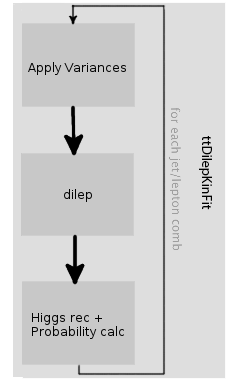 Apply Variances
dilep
Higgs rec +
Probability calc
for each jet/lepton comb
ttDilepKinFit